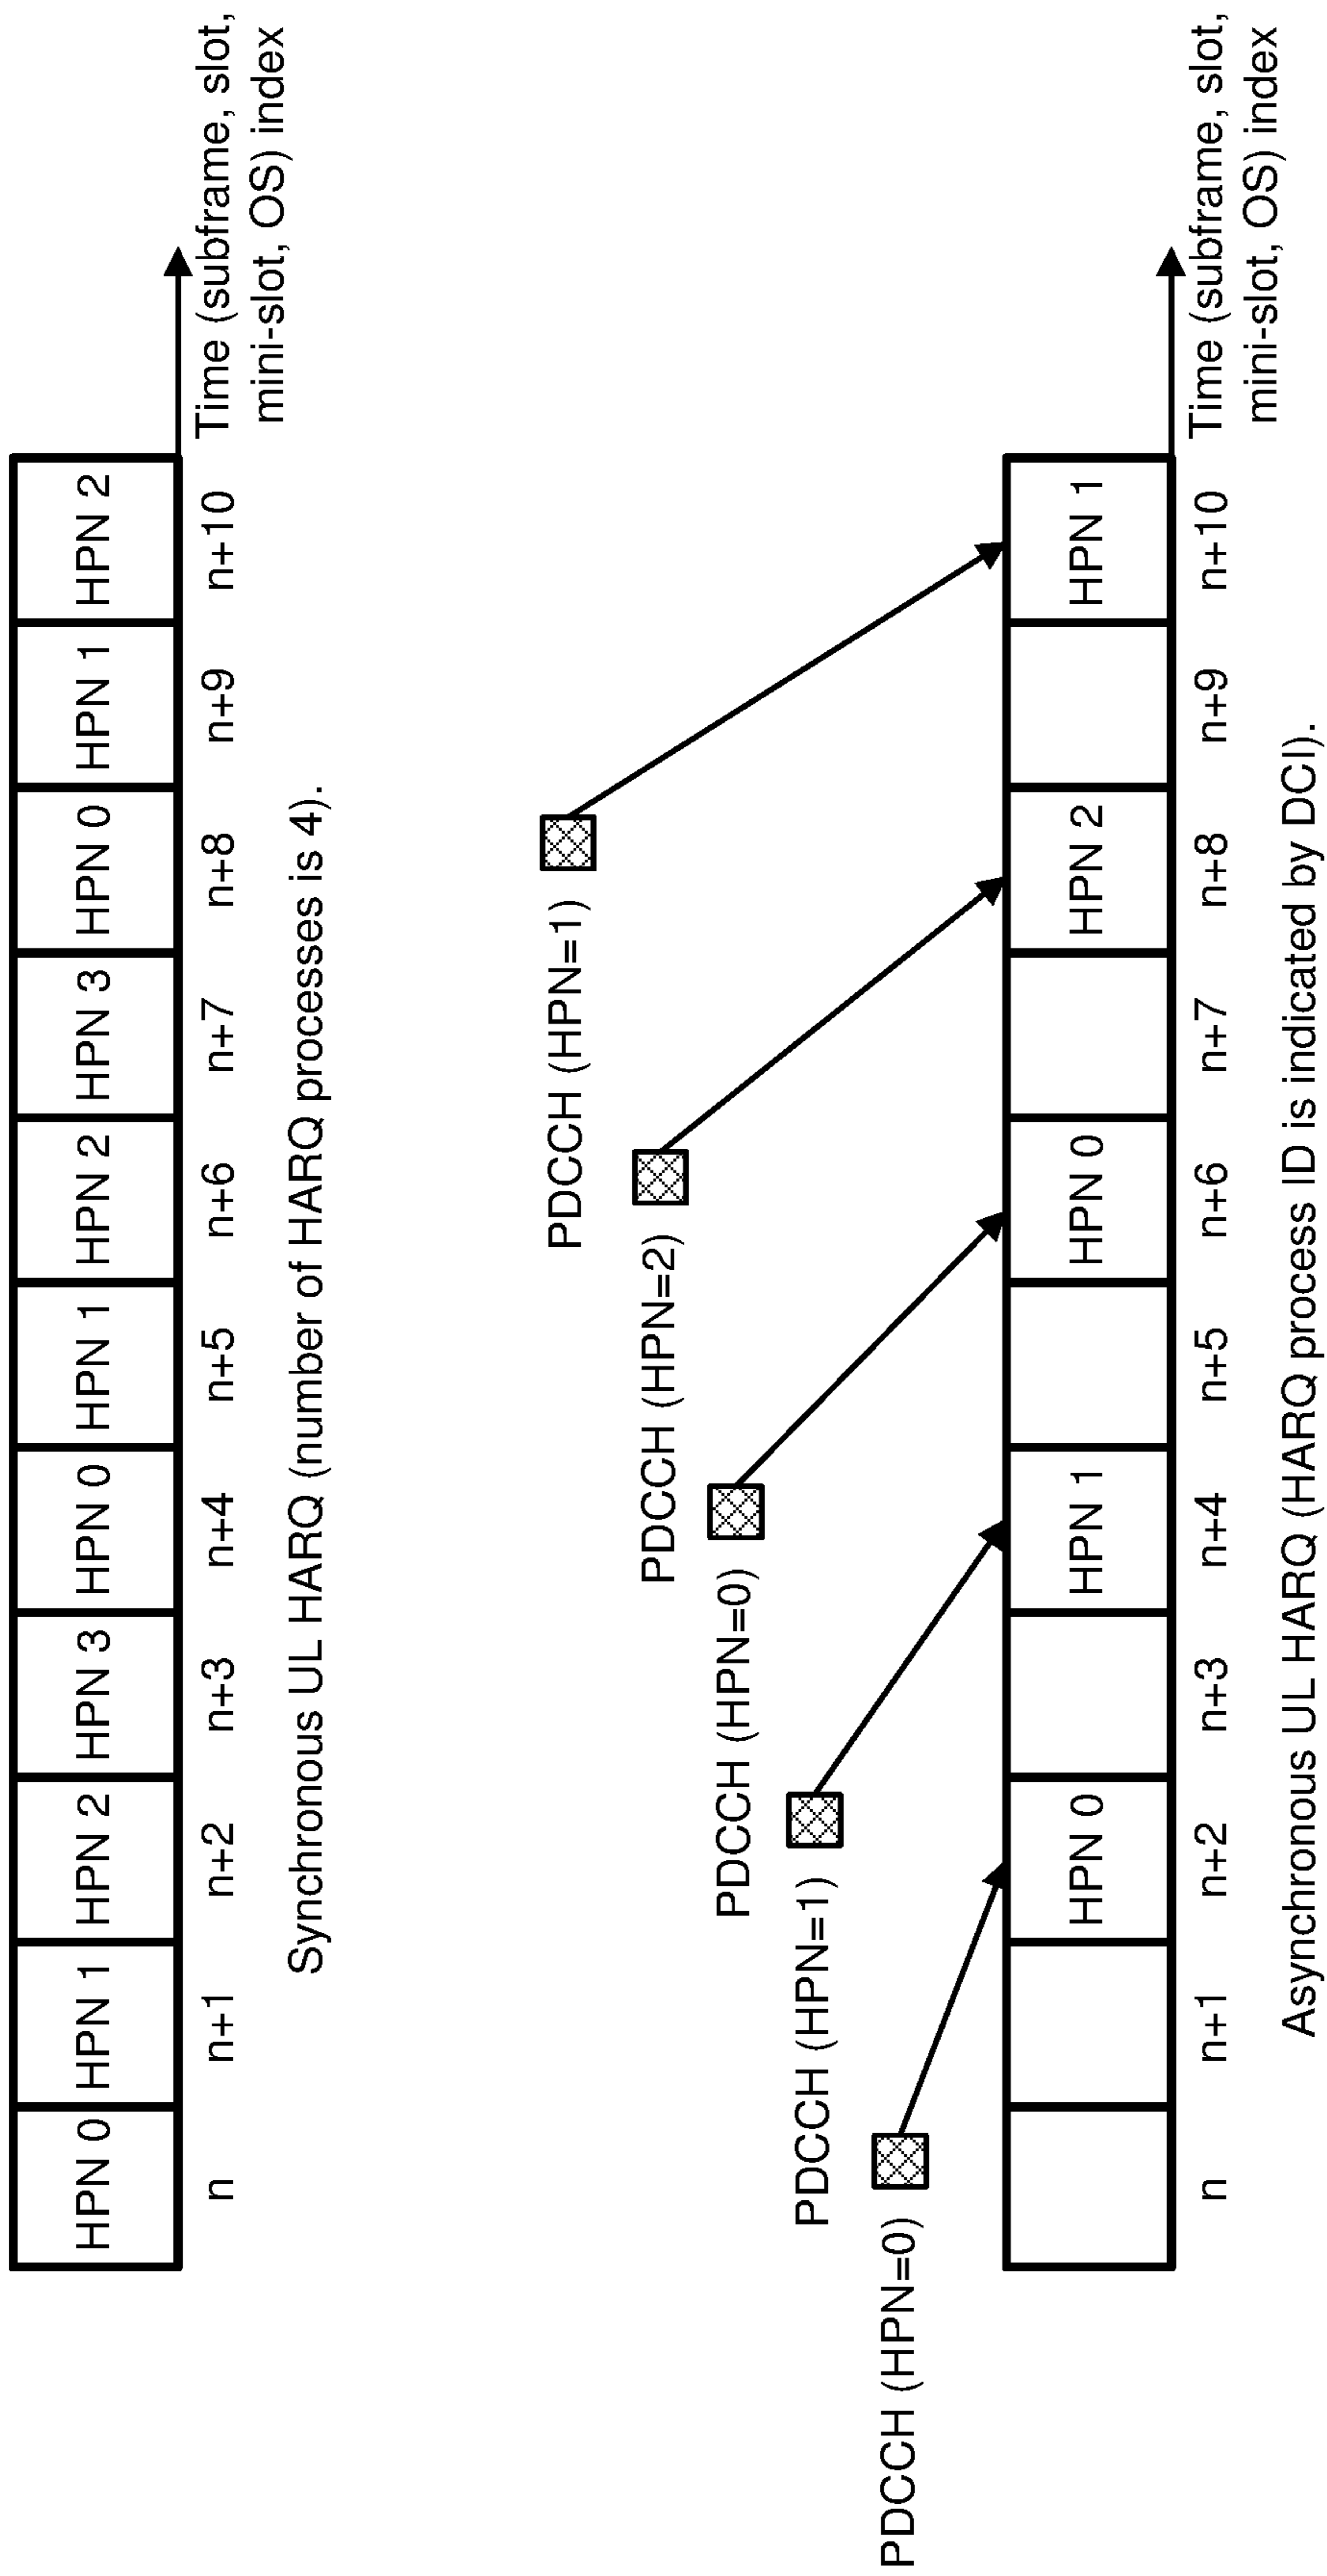 HPN 0 HPN 1 HPN 2 HPN 3 HPN 0 HPN 1 HPN 2 HPN 3 HPN 0 HPN 1 HPN 2
n n+1 n+2 n+3 n+4 n+5 n+6 n+7 n+8 n+9 n+10
Time (subframe, slot,
mini-slot, OS) index
Synchronous UL HARQ (number of HARQ processes is 4).
PDCCH (HPN=1)
PDCCH (HPN=2)
PDCCH (HPN=0)
PDCCH (HPN=1)
PDCCH (HPN=0)
HPN 0 HPN 1 HPN 0 HPN 2 HPN 1
n n+1 n+2 n+3 n+4 n+5 n+6 n+7 n+8 n+9 n+10
Time (subframe, slot,
mini-slot, OS) index
Asynchronous UL HARQ (HARQ process ID is indicated by DCI).